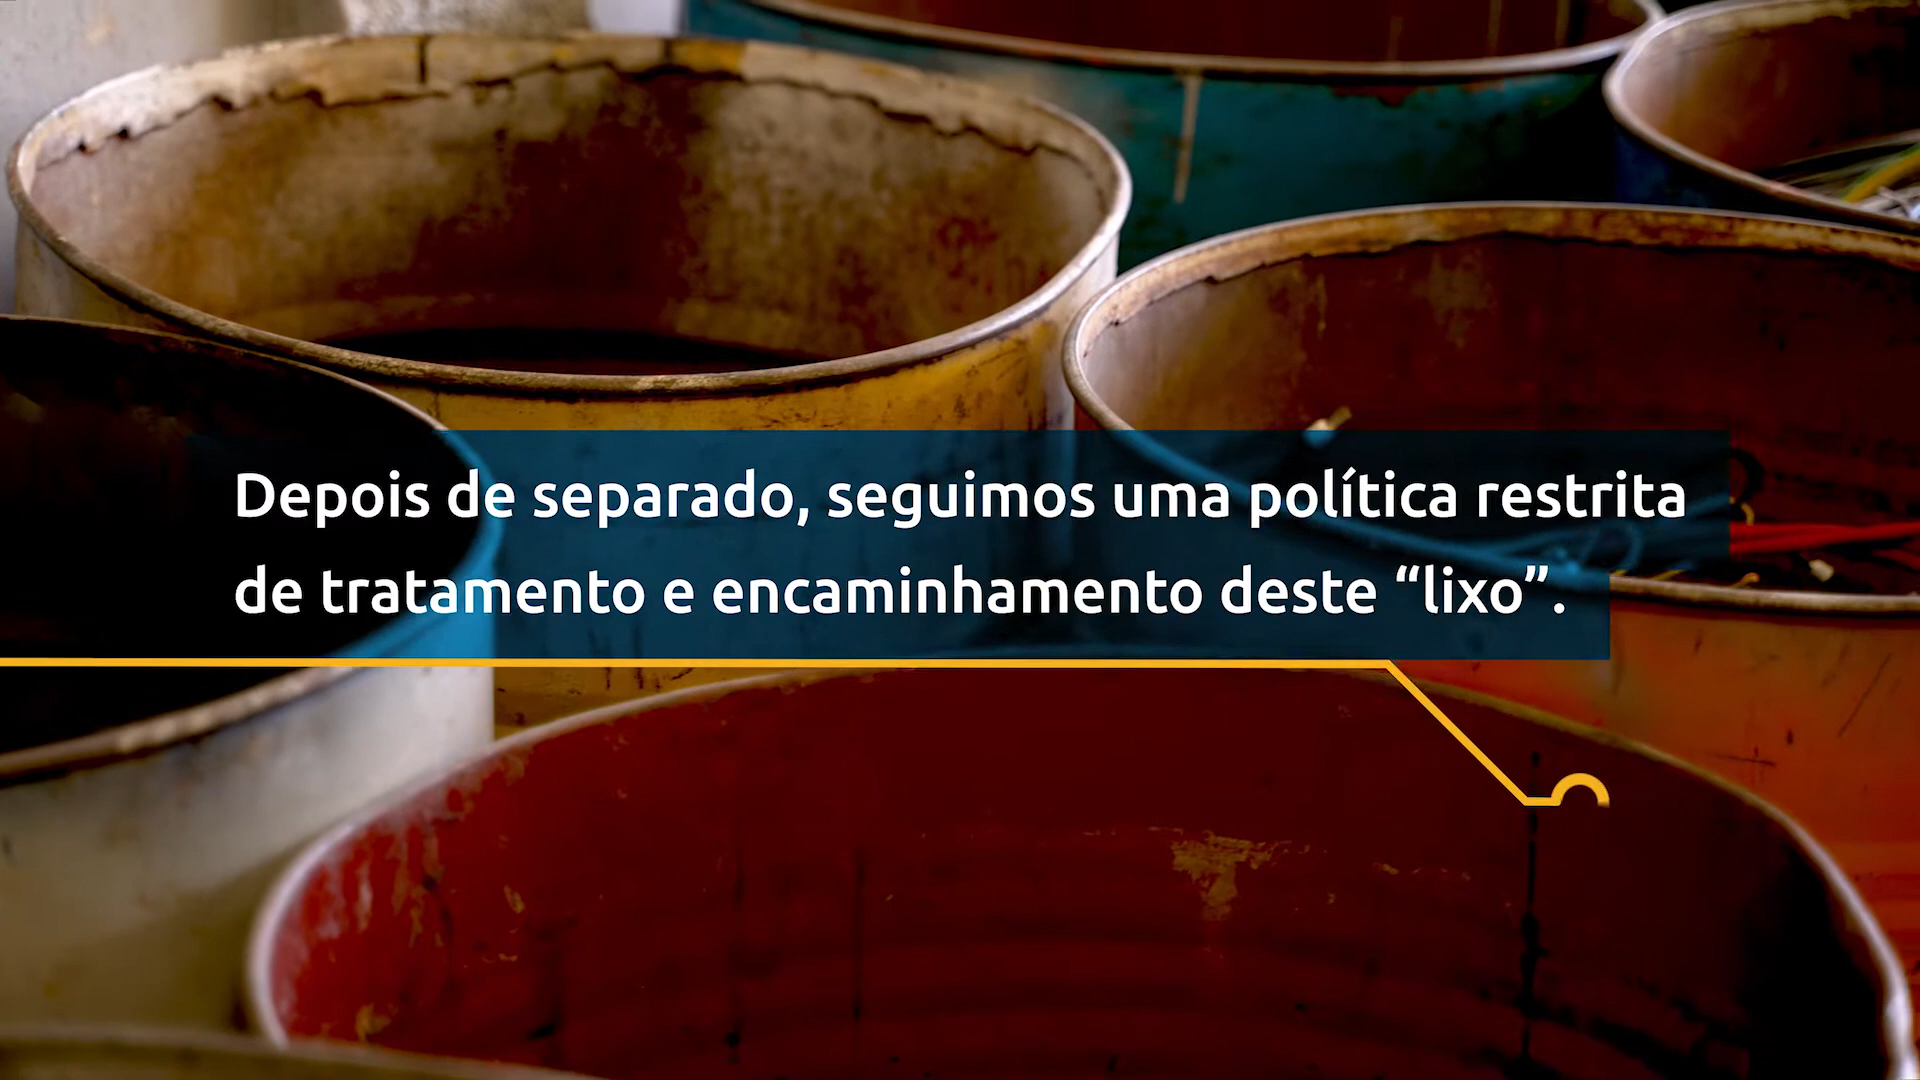 Depois de separado, seguimos uma política restrita
de tratamento e encaminhamento deste “lixo”.